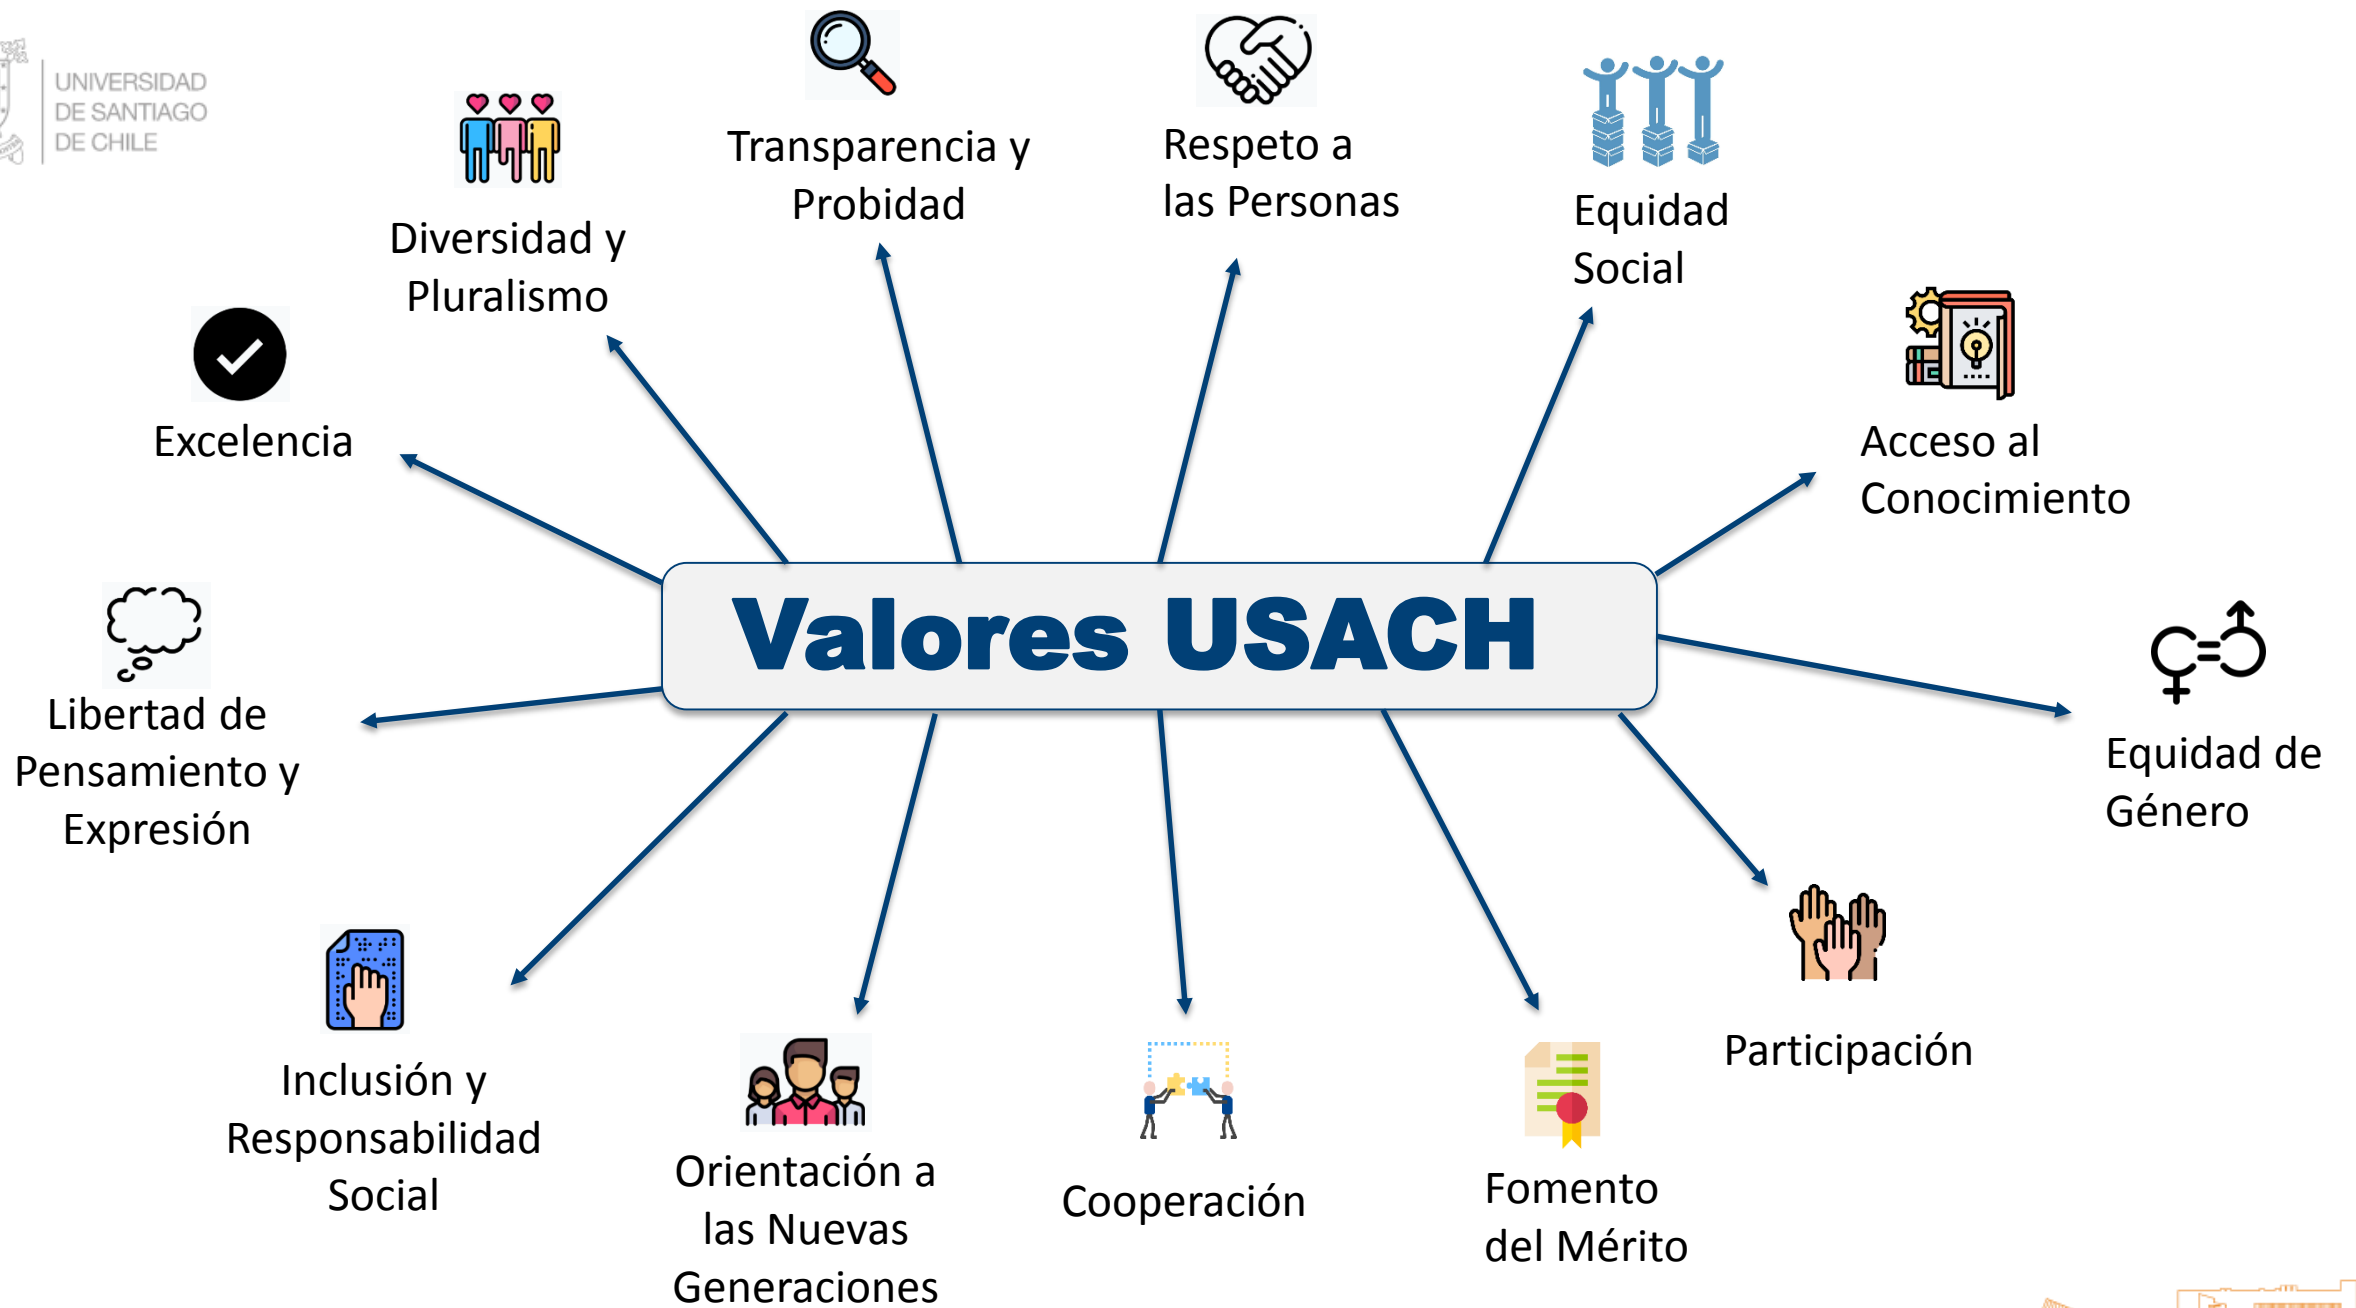 UNIVERSIDAD
DE SANTIAGO
DE CHILE
Transparencia y
Probidad
Respeto a
las Personas
Equidad
Social
Diversidad y
Pluralismo
Excelencia
Acceso al
Conocimiento
Valores USACH
Libertad de
Pensamiento y
Expresión
Equidad de
Género
Inclusión y
Responsabilidad
Social
Orientación a
las Nuevas
Generaciones
Cooperación
Fomento
del Mérito
Participación